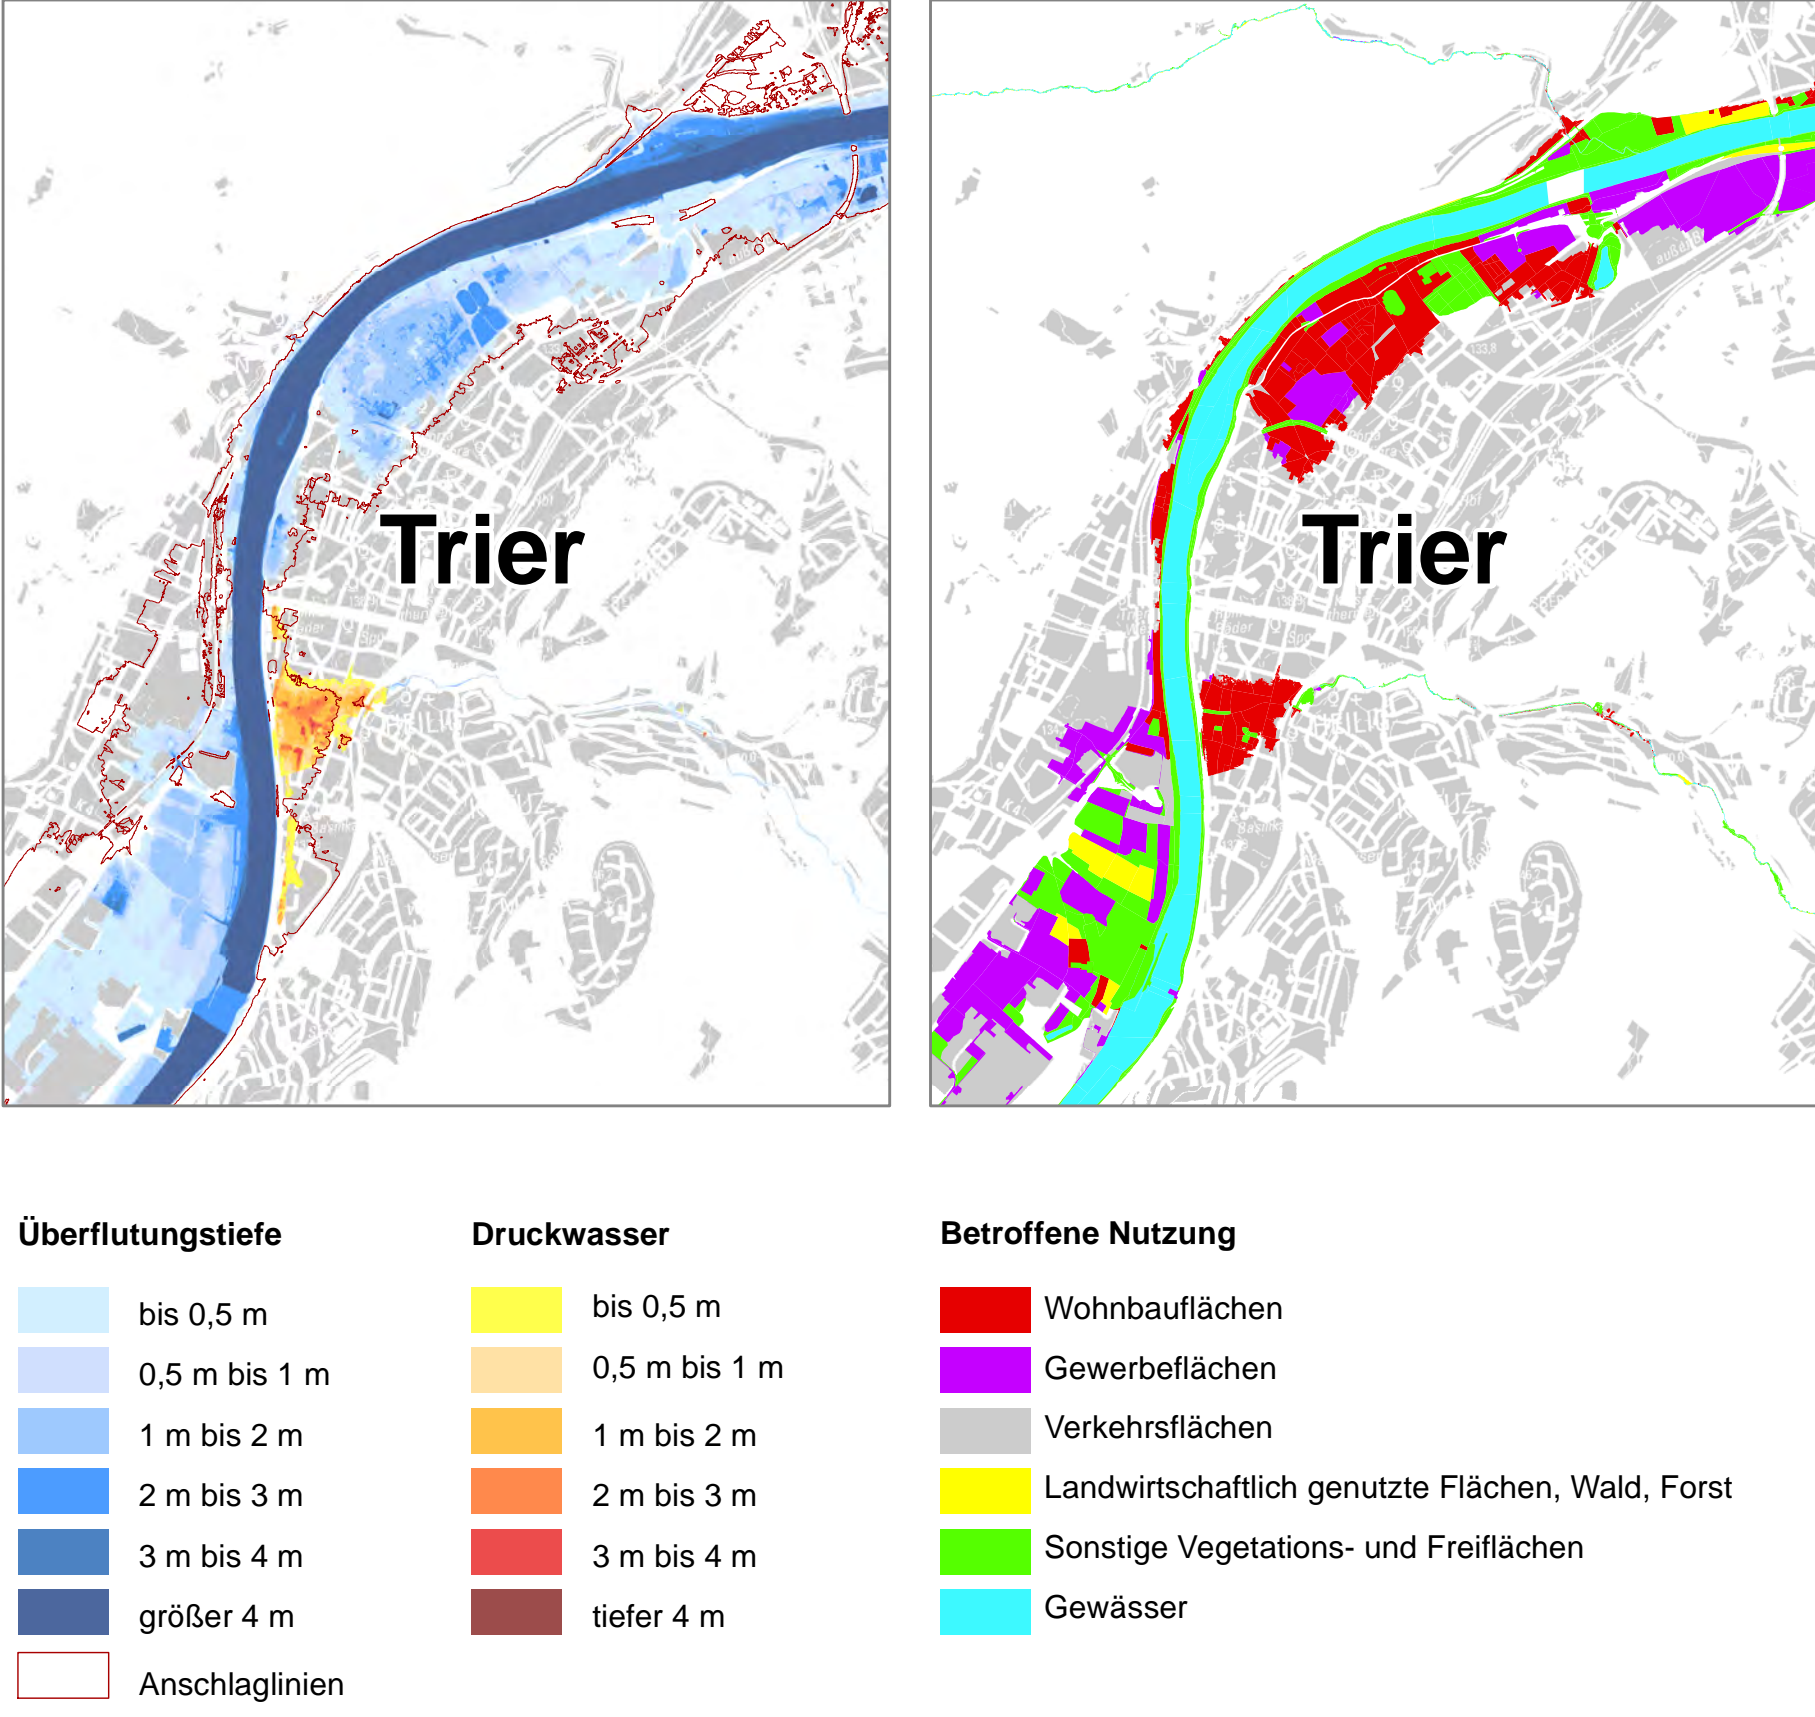 Trier
Trier
Überflutungstiefe
bis 0,5 m
0,5 m bis 1 m
1 m bis 2 m
2 m bis 3 m
3 m bis 4 m
größer 4 m
Anschlaglinien
Druckwasser
bis 0,5 m
0,5 m bis 1 m
1 m bis 2 m
2 m bis 3 m
3 m bis 4 m
tiefer 4 m
Betroffene Nutzung
Wohnbauflächen
Gewerbeflächen
Verkehrsflächen
Landwirtschaftlich genutzte Flächen, Wald, Forst
Sonstige Vegetations- und Freiflächen
Gewässer